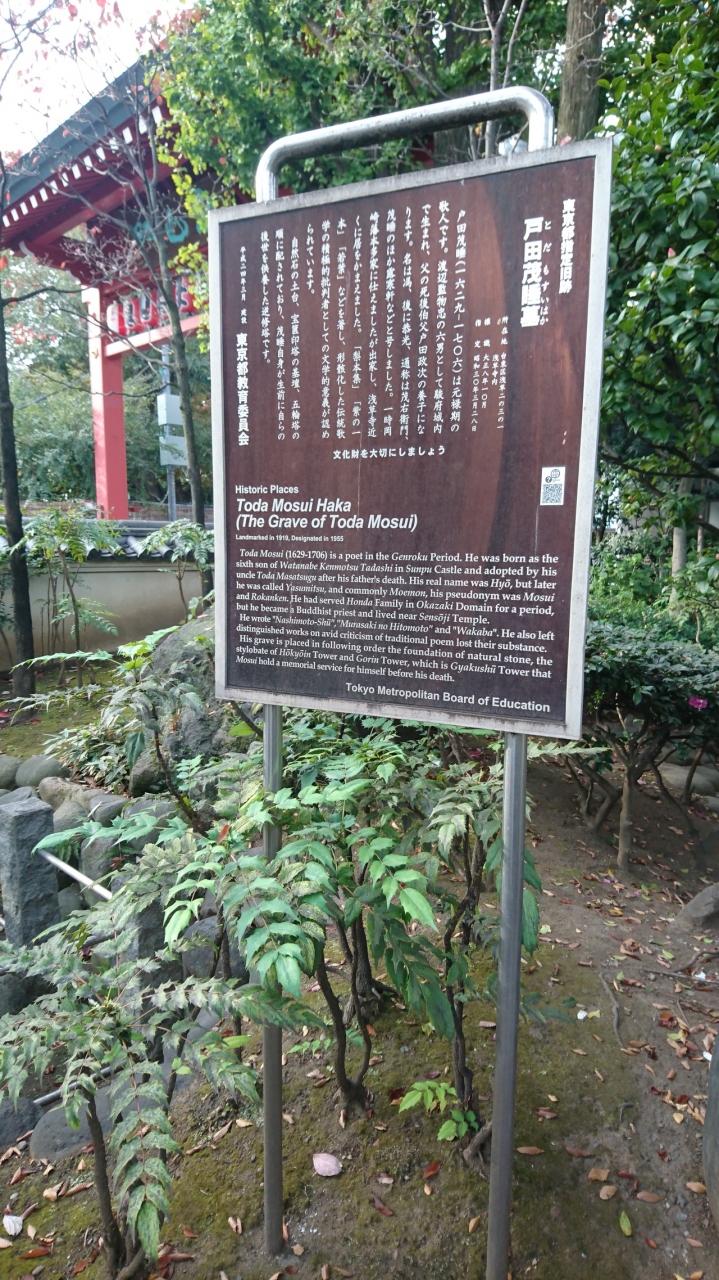 東京都指定旧跡
戸田茂睡墓
とだもすいはか
所在地 台東区浅草二の三の一
浅草寺内
標識 大正八年一〇月
指定 昭和三〇年三月二八日
戸田茂睡(一六二九-一七〇六)は元禄期の
歌人です。渡辺監物忠の六男として駿府城内
で生まれ、父の死後伯父戸田政次の養子にな
ります。名は馮、後に恭光、通称は茂右衛門、
茂睡のほか露寒軒などと号しました。一時岡
崎藩本多家に仕えましたが出家し、浅草寺近
くに居をかまえました。「梨本集」「紫の一
本」「若葉」などを著し、形骸化した伝統歌
学の積極的批判者としての文学的意義が認め
られています。
自然石の土台、宝篋印塔の基壇、五輪塔の
順に配されており、茂睡自身が生前に自らの
後世を供養した逆修塔です。
平成二四年三月 建設
東京都教育委員会
文化財を大切にしましょう
Historic Places
Toda Mosui Haka
(The Grave of Toda Mosui)
Landmarked in 1919, Designated in 1955
Toda Mosui (1629-1706) is a poet in the Genroku Period. He was born as the
sixth son of Watanabe Kenmotsu Tadashi in Sunpu Castle and adopted by his
uncle Toda Masatsugu after his father's death. His real name was Hyō, but later
he was called Yasumitsu, and commonly Moemon, his pseudonym was Mosui
and Rokanken. He had served Honda Family in Okazaki Domain for a period,
but he became a Buddhist priest and lived near Sensōji Temple.
He wrote "Nashimoto-Shū", "Murasaki no Hitomoto" and "Wakaba". He also left
distinguished works on avid criticism of traditional poem lost their substance.
His grave is placed in following order the foundation of natural stone, the
stylobate of Hōkyōin Tower and Gorin Tower, which is Gyakushū Tower that
Mosui hold a memorial service for himself before his death.
Tokyo Metropolitan Board of Education